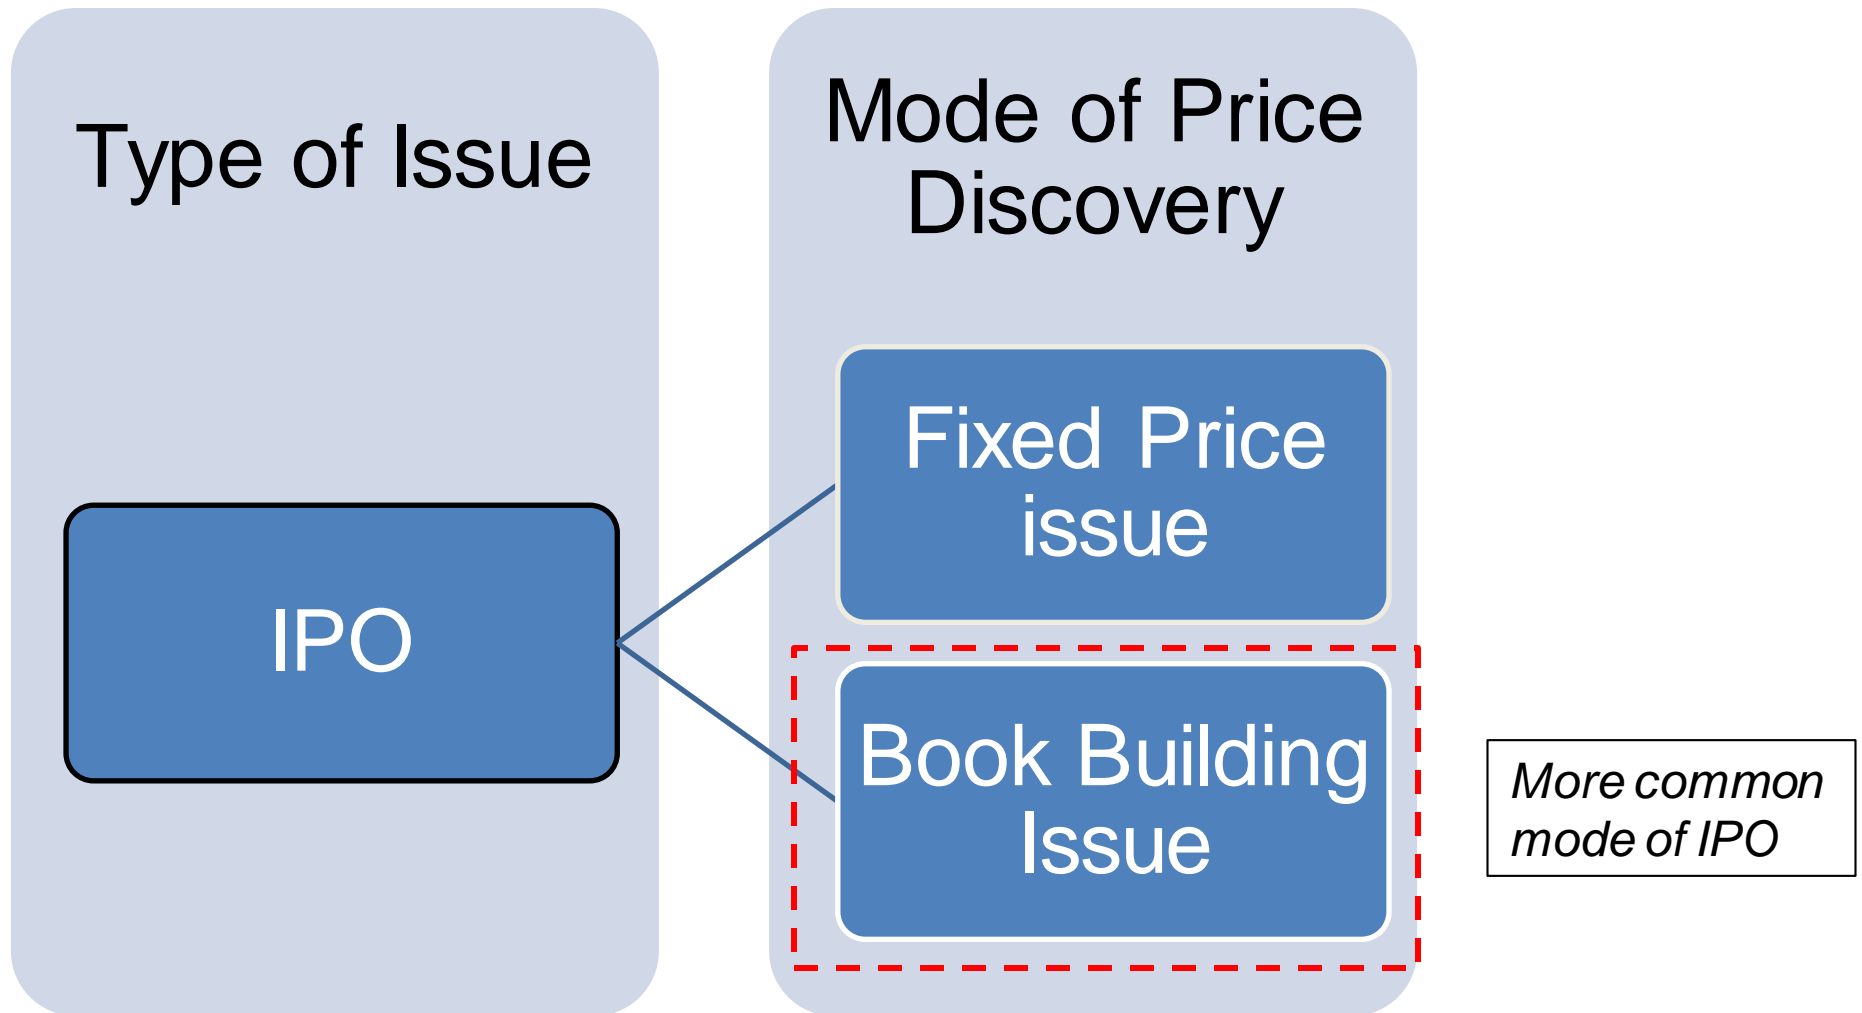 Type of Issue
Mode of Price
Discovery
IPO
Fixed Price
issue
Book Building
Issue
More common
mode of IPO